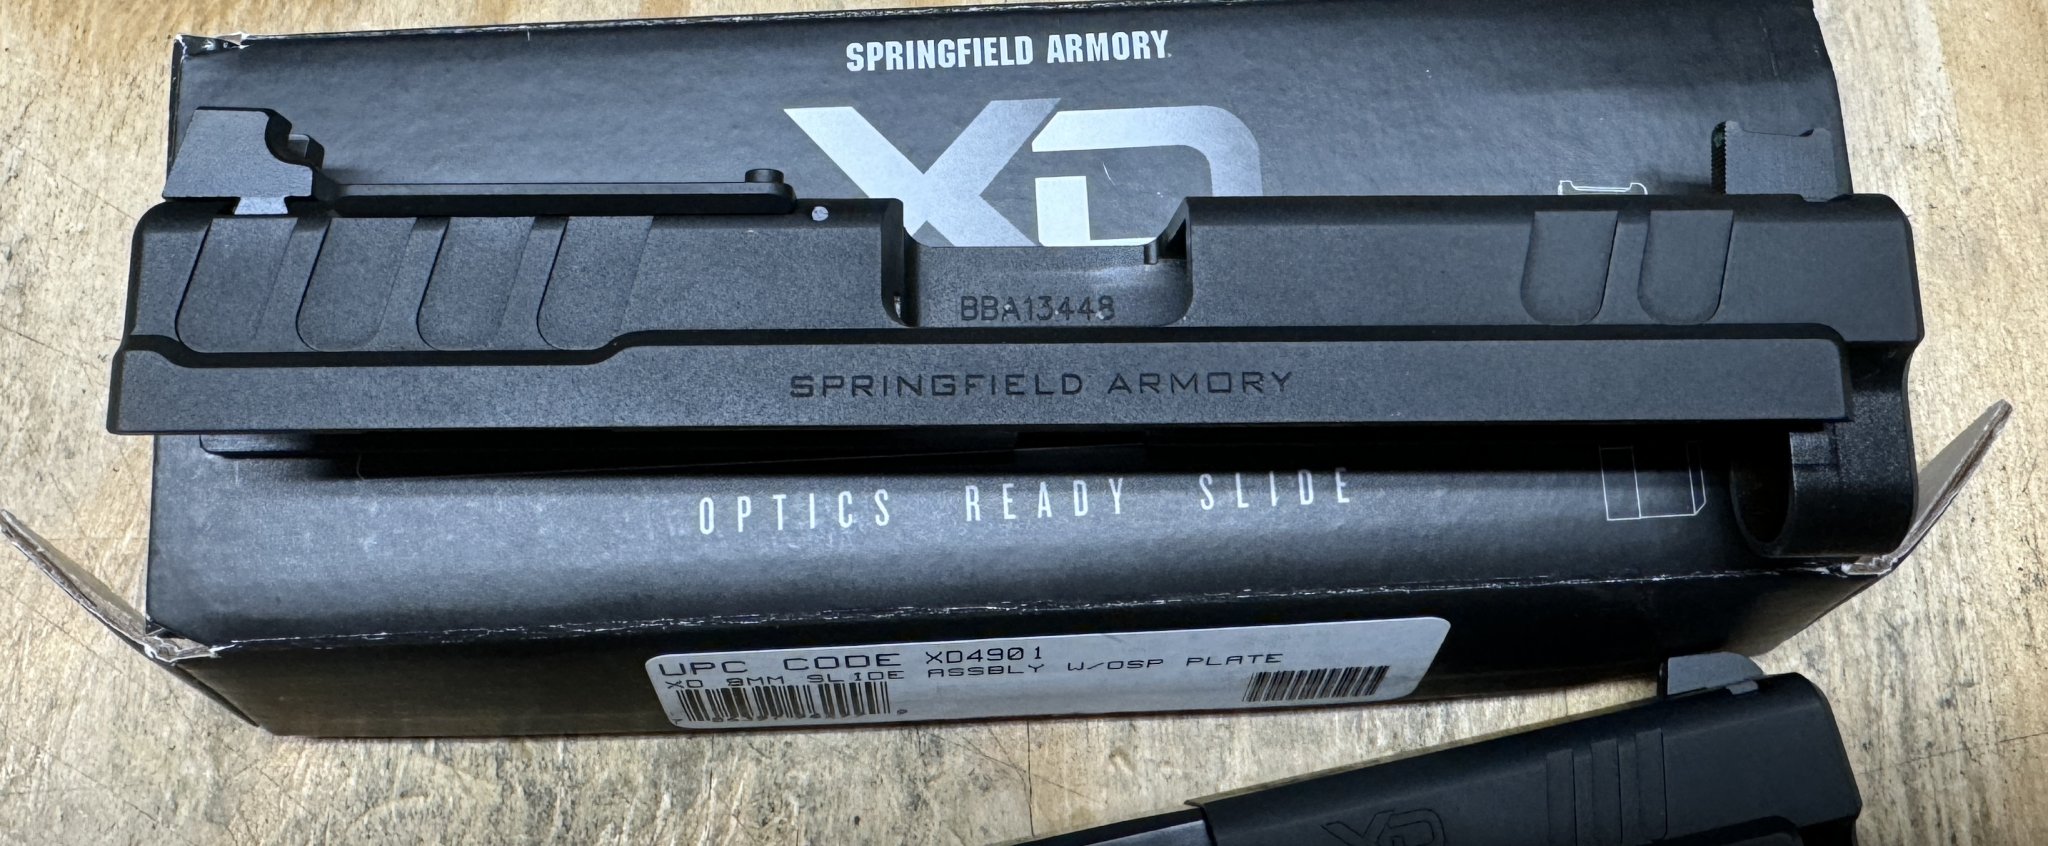 SPRINGFIELD ARMORY
XD
BBA13448
SPRINGFIELD ARMORY
OPTICS READY SLIDE
UPC CODE XD4901
XD 9MM SLIDE ASSBLY W/OSP PLATE
XD